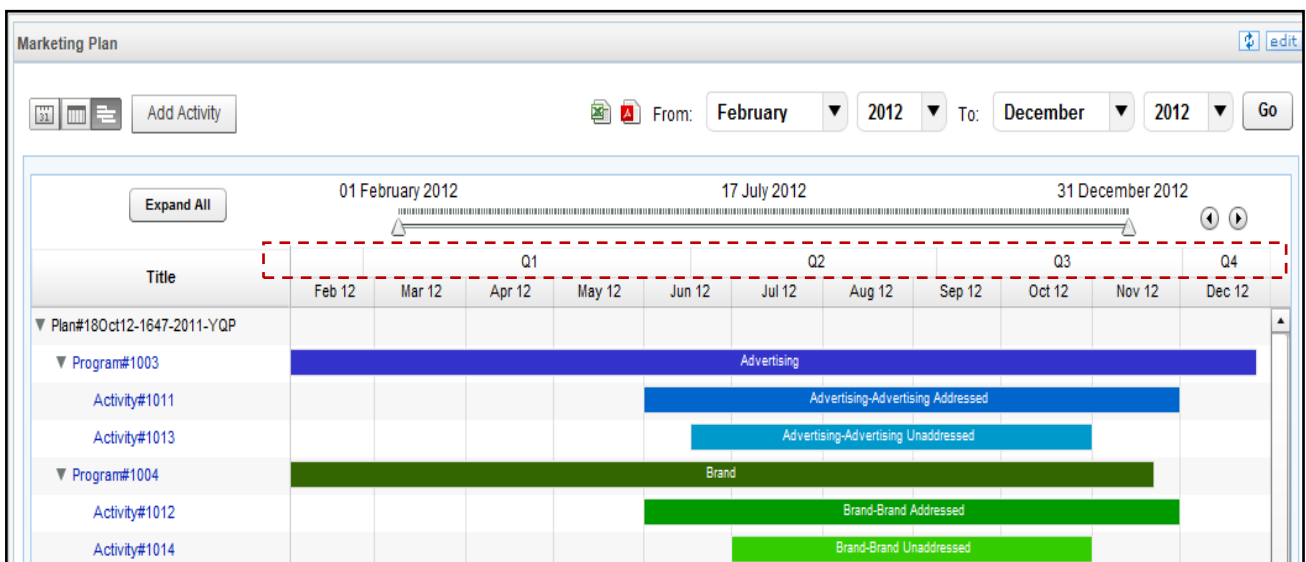 Marketing Plan edit
31 Add Activity From: February 2012 To: December 2012 Go
Expand All 01 February 2012 17 July 2012 31 December 2012
Title Q1 Q2 Q3 Q4
Feb 12 Mar 12 Apr 12 May 12 Jun 12 Jul 12 Aug 12 Sep 12 Oct 12 Nov 12 Dec 12
Plan#18Oct12-1647-2011-YQP
Program#1003 Advertising
Activity#1011 Advertising-Advertising Addressed
Activity#1013 Advertising-Advertising Unaddressed
Program#1004 Brand
Activity#1012 Brand-Brand Addressed
Activity#1014 Brand-Brand Unaddressed